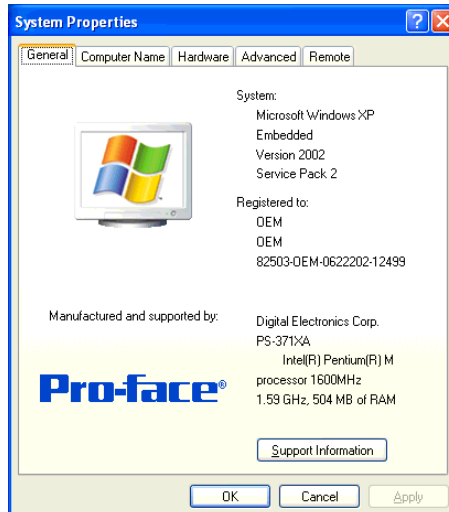 System Properties
General
Computer Name
Hardware
Advanced
Remote
System:
Microsoft Windows XP
Embedded
Version 2002
Service Pack 2
Registered to:
OEM
OEM
82503-OEM-0622202-12499
Manufactured and supported by:
Digital Electronics Corp.
PS-371XA
Intel(R) Pentium(R) M
processor 1600MHz
1.59 GHz, 504 MB of RAM
Pro-face®
Support Information
OK
Cancel
Apply